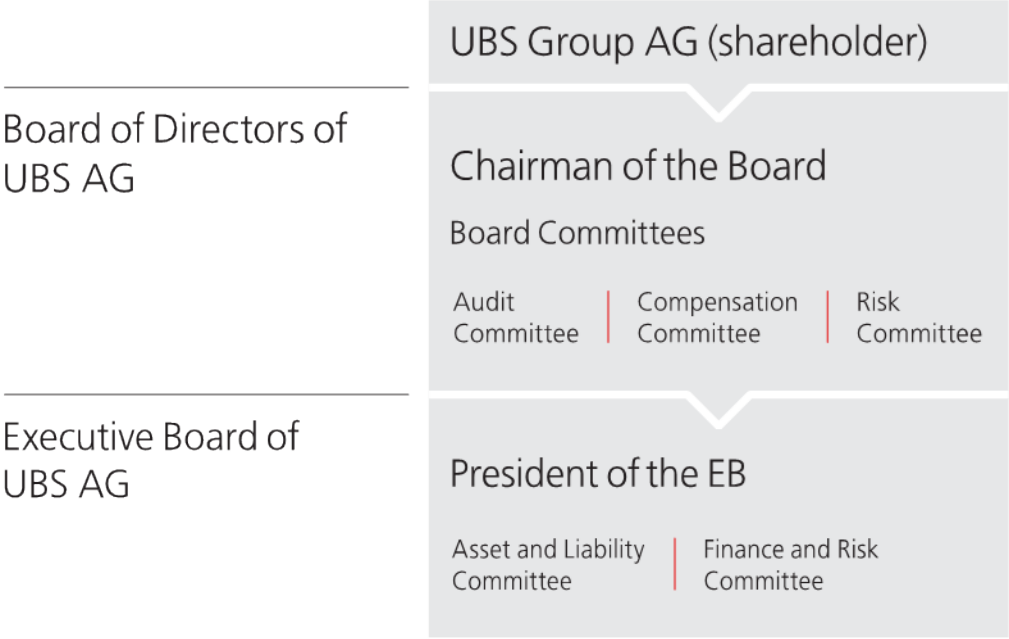 UBS Group AG (shareholder)
Board of Directors of
UBS AG
Chairman of the Board
Board Committees
Audit
Committee
Compensation
Committee
Risk
Committee
Executive Board of
UBS AG
President of the EB
Asset and Liability
Committee
Finance and Risk
Committee